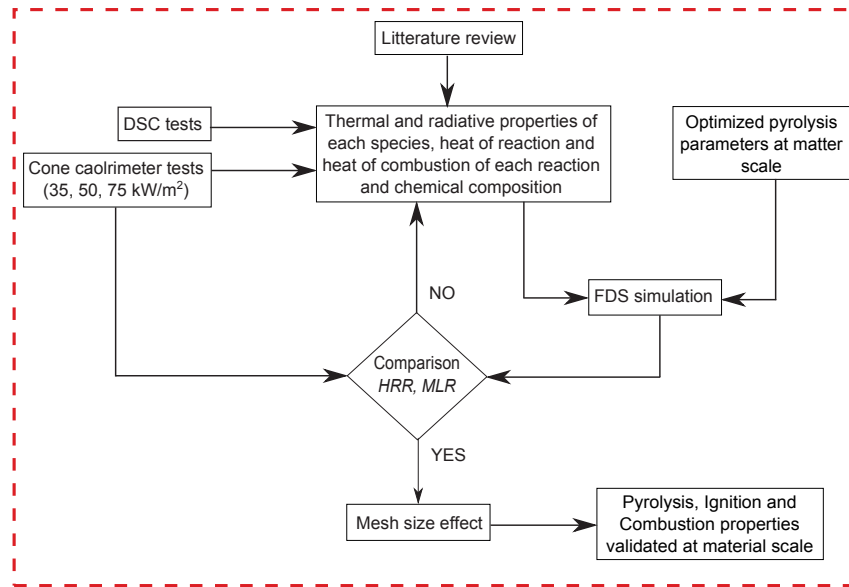 Litterature review
DSC tests
Thermal and radiative properties of
each species, heat of reaction and
heat of combustion of each reaction
and chemical composition
Optimized pyrolysis
parameters at matter
scale
Cone caolrimeter tests
(35, 50, 75 kW/m²)
NO
FDS simulation
Comparison
HRR, MLR
YES
Mesh size effect
Pyrolysis, Ignition and
Combustion properties
validated at material scale